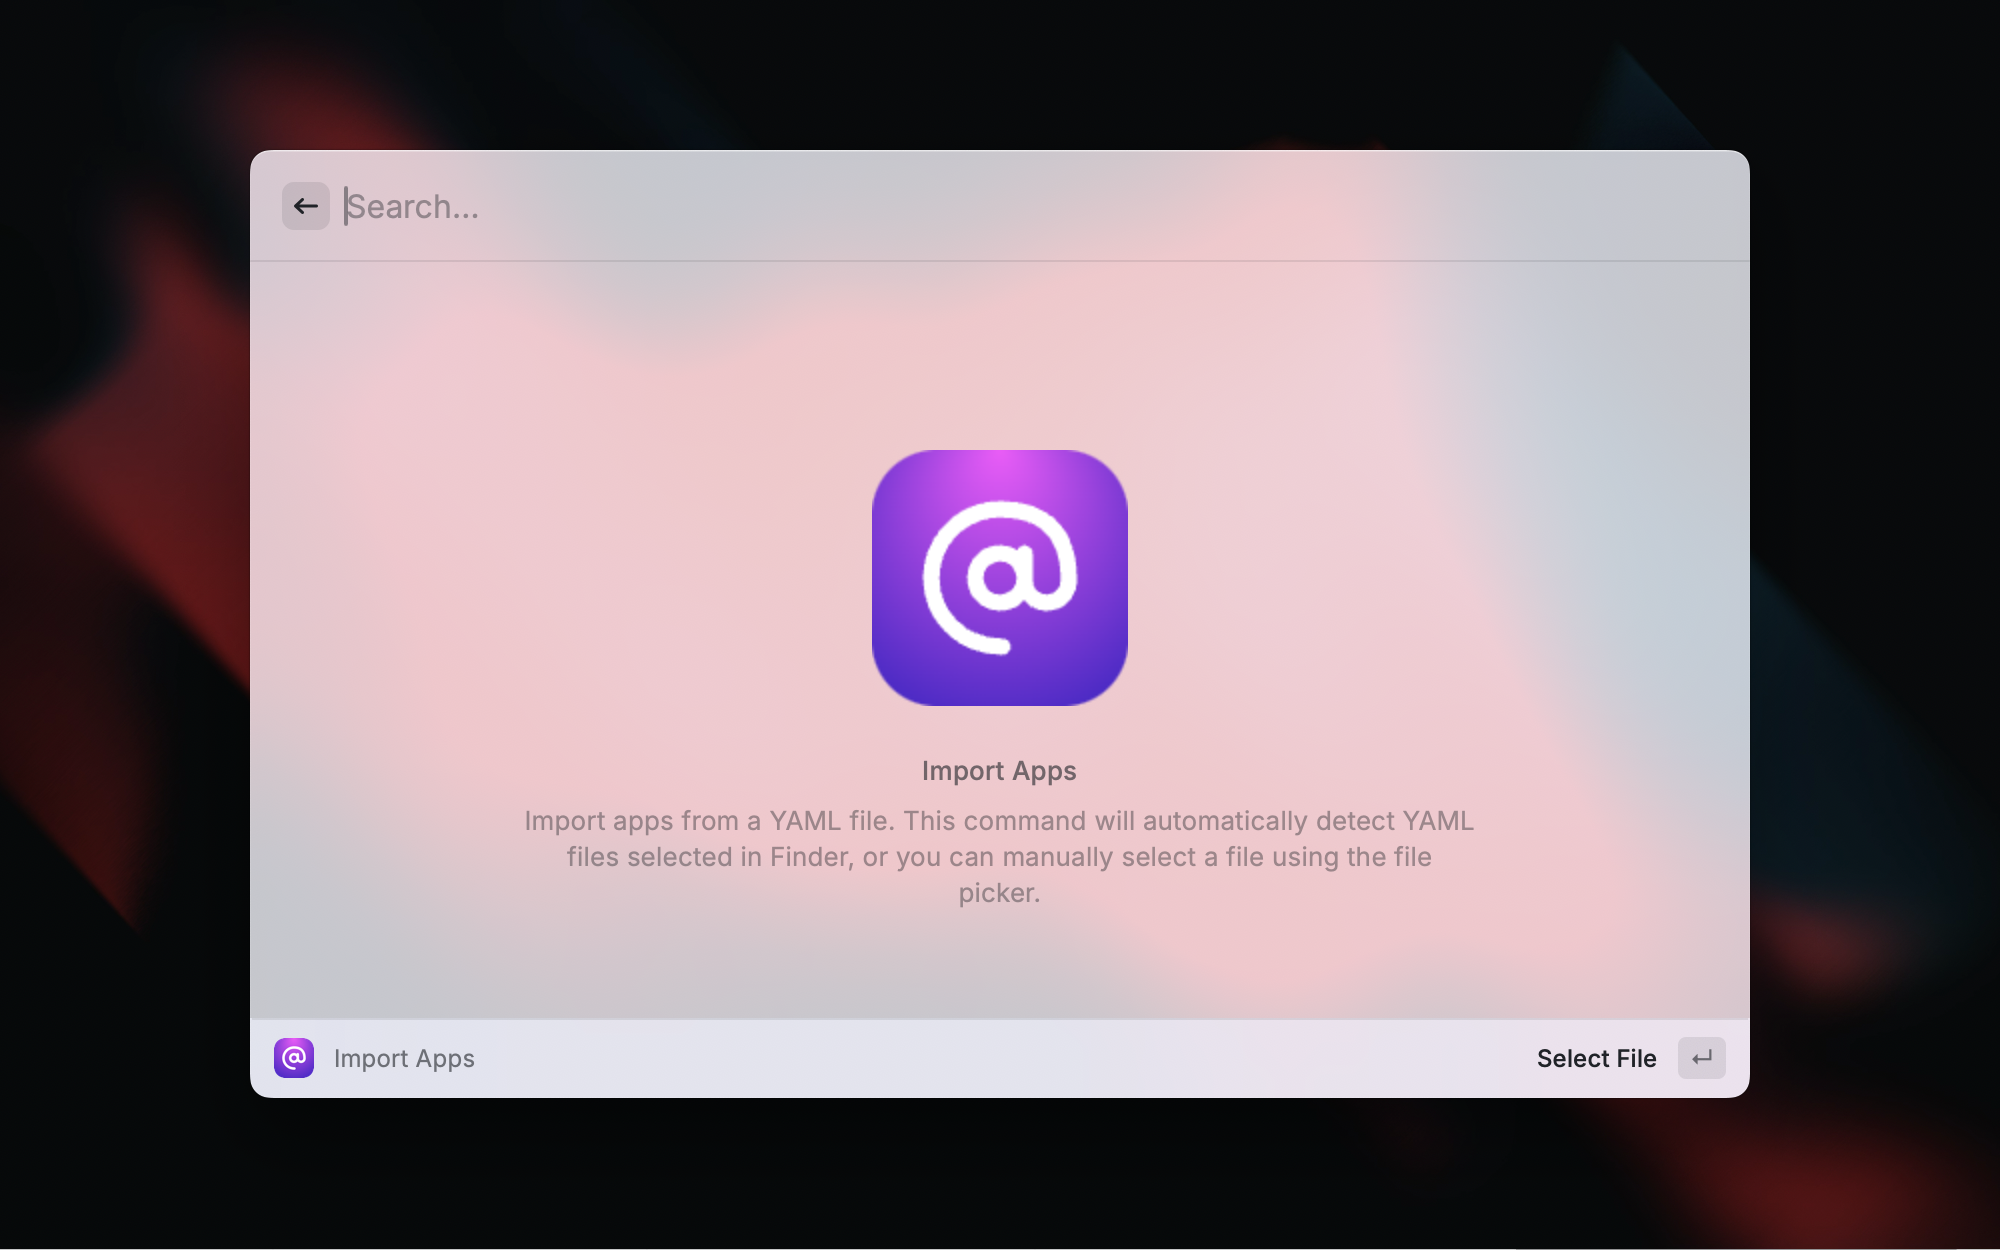 Search...
@
Import Apps
Import apps from a YAML file. This command will automatically detect YAML
files selected in Finder, or you can manually select a file using the file
picker.
@ Import Apps
Select File